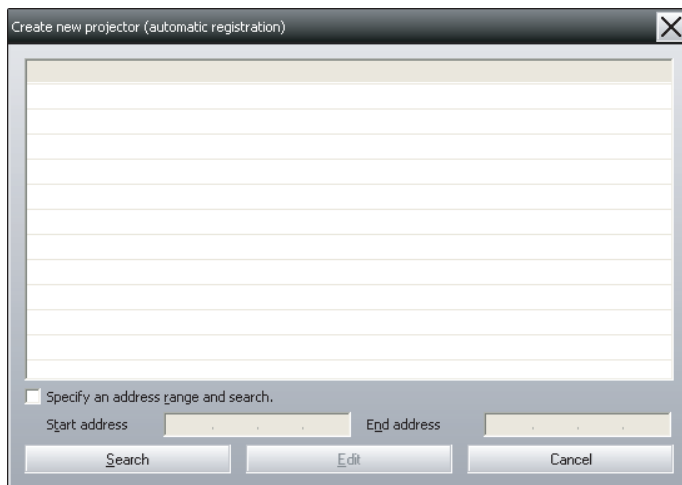 Create new projector (automatic registration)
Specify an address range and search.
Start address . . . End address . . .
Search Edit Cancel